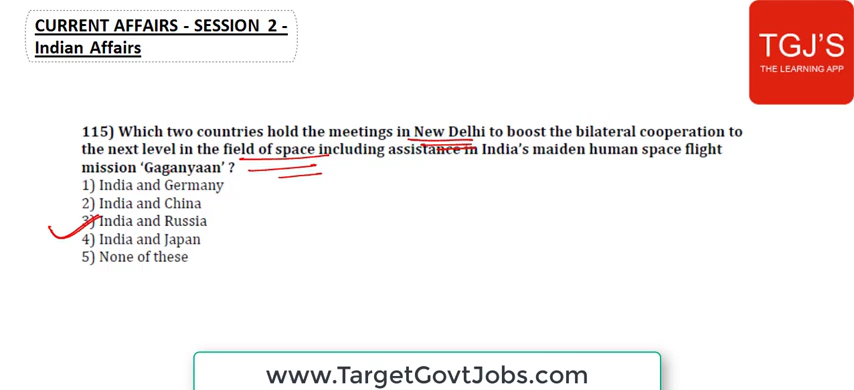 CURRENT AFFAIRS - SESSION 2 -
Indian Affairs
TGJ'S
THE LEARNING APP
115) Which two countries hold the meetings in New Delhi to boost the bilateral cooperation to
the next level in the field of space including assistance in India's maiden human space flight
mission 'Gaganyaan' ?
1) India and Germany
2) India and China
3) India and Russia
4) India and Japan
5) None of these
www.TargetGovtJobs.com